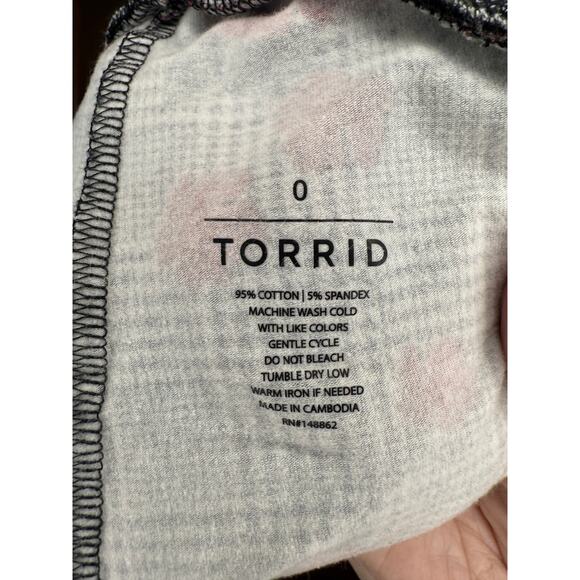 0
TORRID
95% COTTON | 5% SPANDEX
MACHINE WASH COLD
WITH LIKE COLORS
GENTLE CYCLE
DO NOT BLEACH
TUMBLE DRY LOW
WARM IRON IF NEEDED
MADE IN CAMBODIA
RN#148862